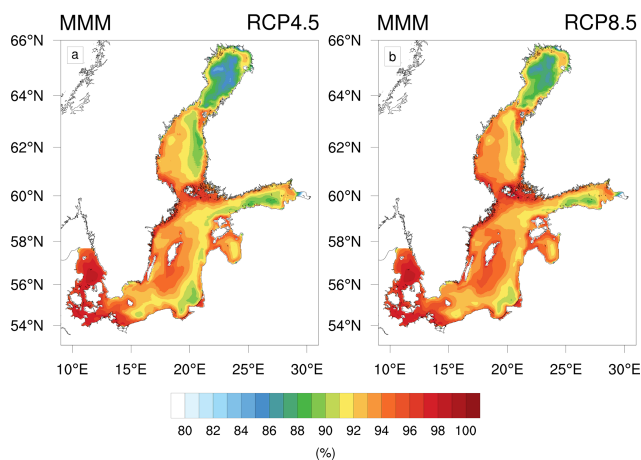 MMM RCP4.5 MMM RCP8.5
66°N a 66°N b
64°N 64°N
62°N 62°N
60°N 60°N
58°N 58°N
56°N 56°N
54°N 54°N
10°E 15°E 20°E 25°E 30°E 10°E 15°E 20°E 25°E 30°E
80 82 84 86 88 90 92 94 96 98 100
(%)